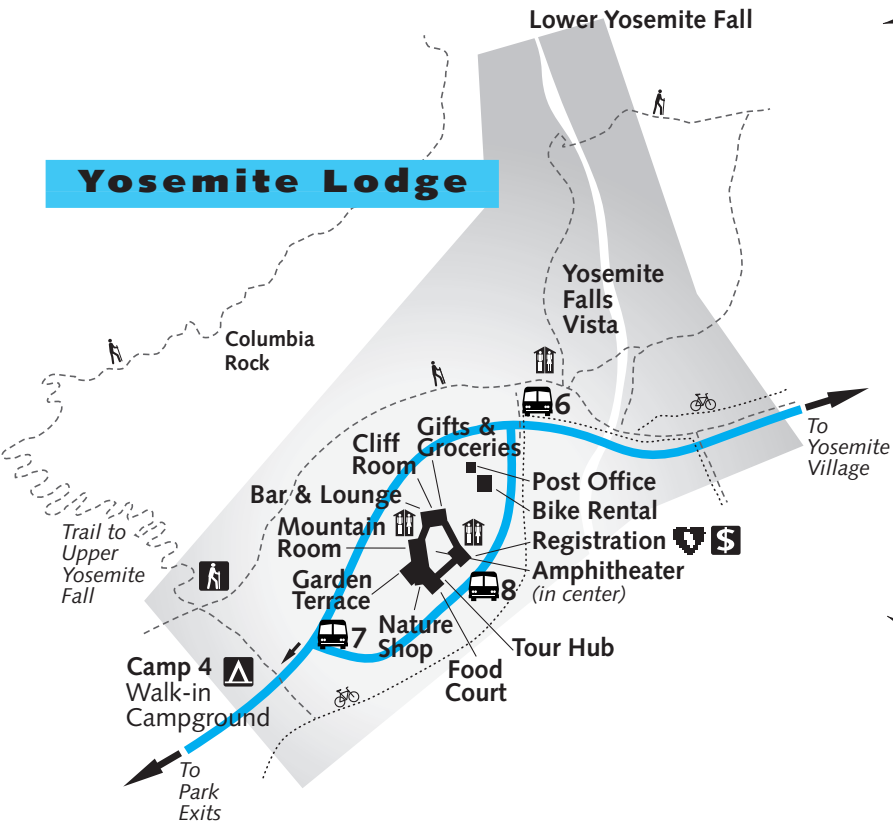 Lower Yosemite Fall
Yosemite Lodge
Yosemite
Falls
Vista
Columbia
Rock
6
To
Yosemite
Village
Gifts &
Groceries
Cliff
Room
Bar & Lounge
Mountain
Room
Garden
Terrace
Post Office
Bike Rental
Registration
$
Amphitheater
(in center)
8
Trail to
Upper
Yosemite
Fall
7
Nature
Shop
Tour Hub
Food
Court
Camp 4
Walk-in
Campground
To
Park
Exits